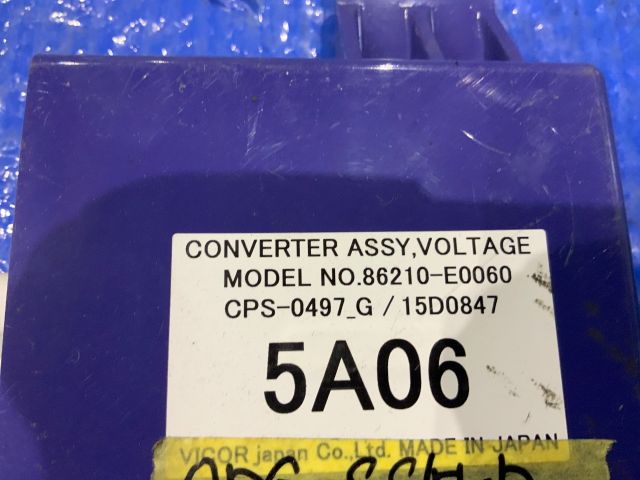 CONVERTER ASSY,VOLTAGE
MODEL NO.86210-E0060
CPS-0497_G / 15D0847
5A06
VICOR japan Co.,Ltd. MADE IN JAPAN